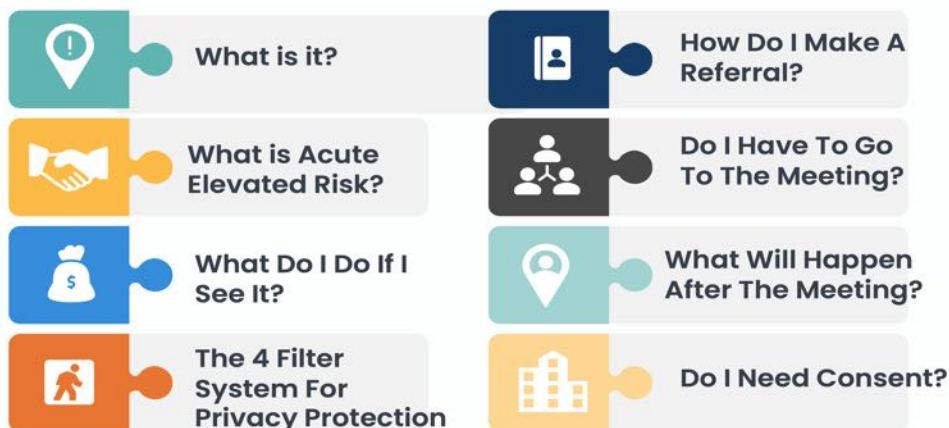 What is it?
What is Acute
Elevated Risk?
What Do I Do If I
See It?
The 4 Filter
System For
Privacy Protection
How Do I Make A
Referral?
Do I Have To Go
To The Meeting?
What Will Happen
After The Meeting?
Do I Need Consent?